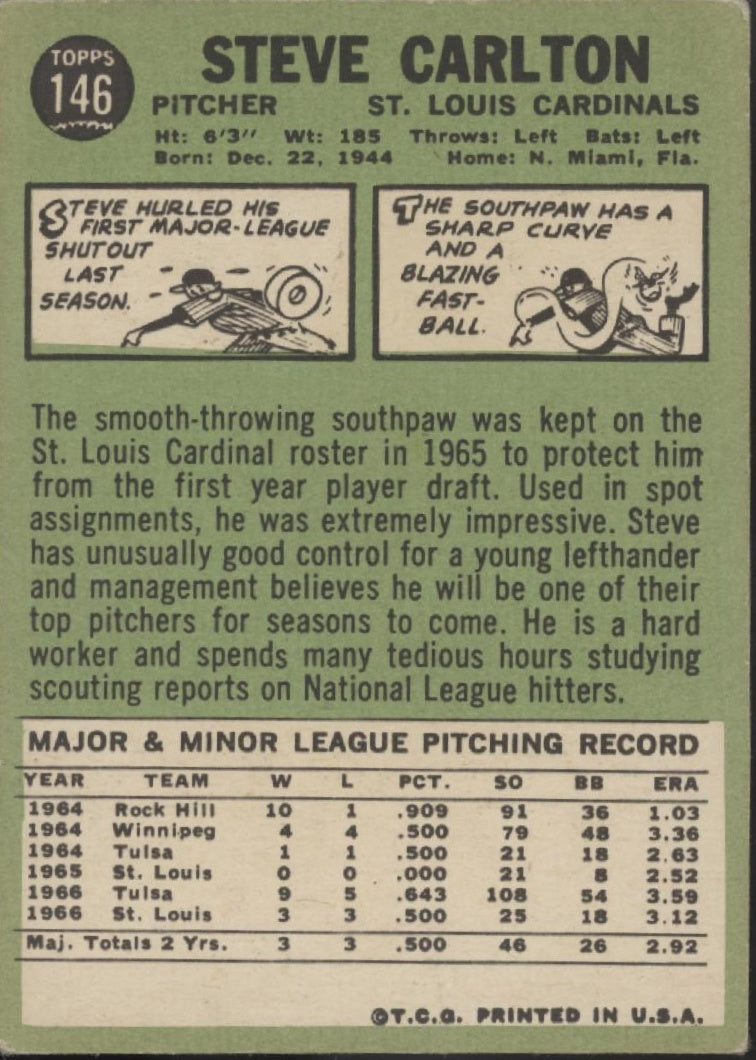 TOPPS
146
STEVE CARLTON
PITCHER ST. LOUIS CARDINALS
Ht: 6'3" Wt: 185 Throws: Left Bats: Left
Born: Dec. 22, 1944 Home: N. Miami, Fla.
STEVE HURLED HIS
FIRST MAJOR-LEAGUE
SHUTOUT
LAST
SEASON.
THE SOUTHPAW HAS A
SHARP CURVE
AND A
BLAZING
FAST-
BALL.
The smooth-throwing southpaw was kept on the
St. Louis Cardinal roster in 1965 to protect him
from the first year player draft. Used in spot
assignments, he was extremely impressive. Steve
has unusually good control for a young lefthander
and management believes he will be one of their
top pitchers for seasons to come. He is a hard
worker and spends many tedious hours studying
scouting reports on National League hitters.
MAJOR & MINOR LEAGUE PITCHING RECORD
YEAR TEAM W L PCT. SO BB ERA
1964 Rock Hill 10 1 .909 91 36 1.03
1964 Winnipeg 4 4 .500 79 48 3.36
1964 Tulsa 1 1 .500 21 18 2.63
1965 St. Louis 0 0 .000 21 8 2.52
1966 Tulsa 9 5 .643 108 54 3.59
1966 St. Louis 3 3 .500 25 18 3.12
Maj. Totals 2 Yrs. 3 3 .500 46 26 2.92
©T.C.G. PRINTED IN U.S.A.